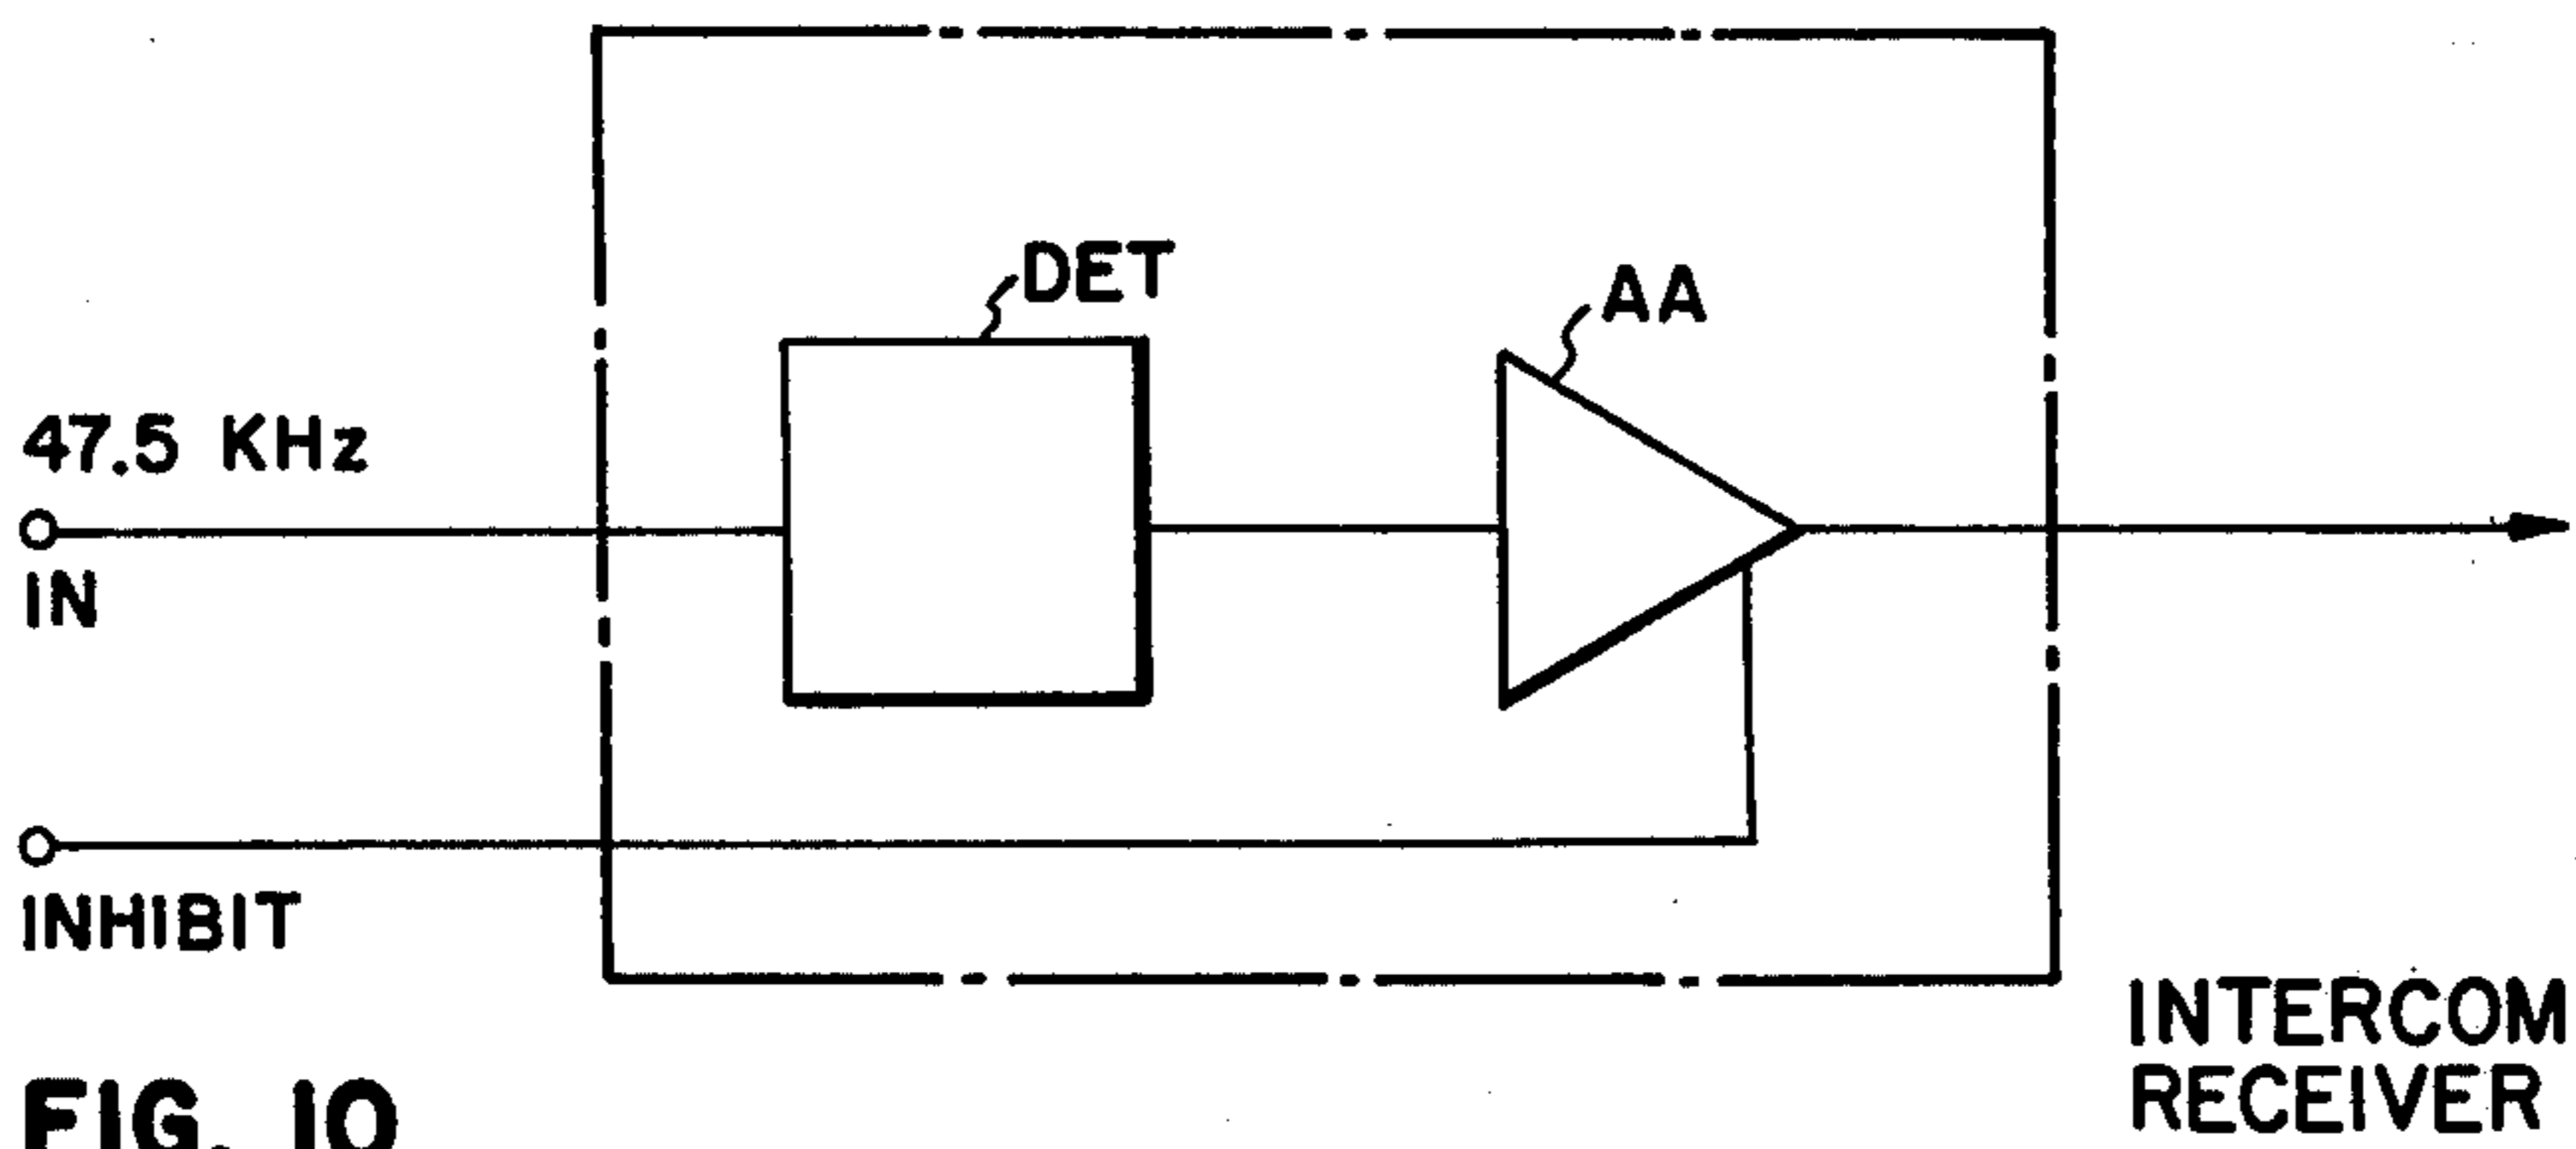 DET
AA
47.5 KHz
IN
INHIBIT
INTERCOM
RECEIVER
FIG. 10